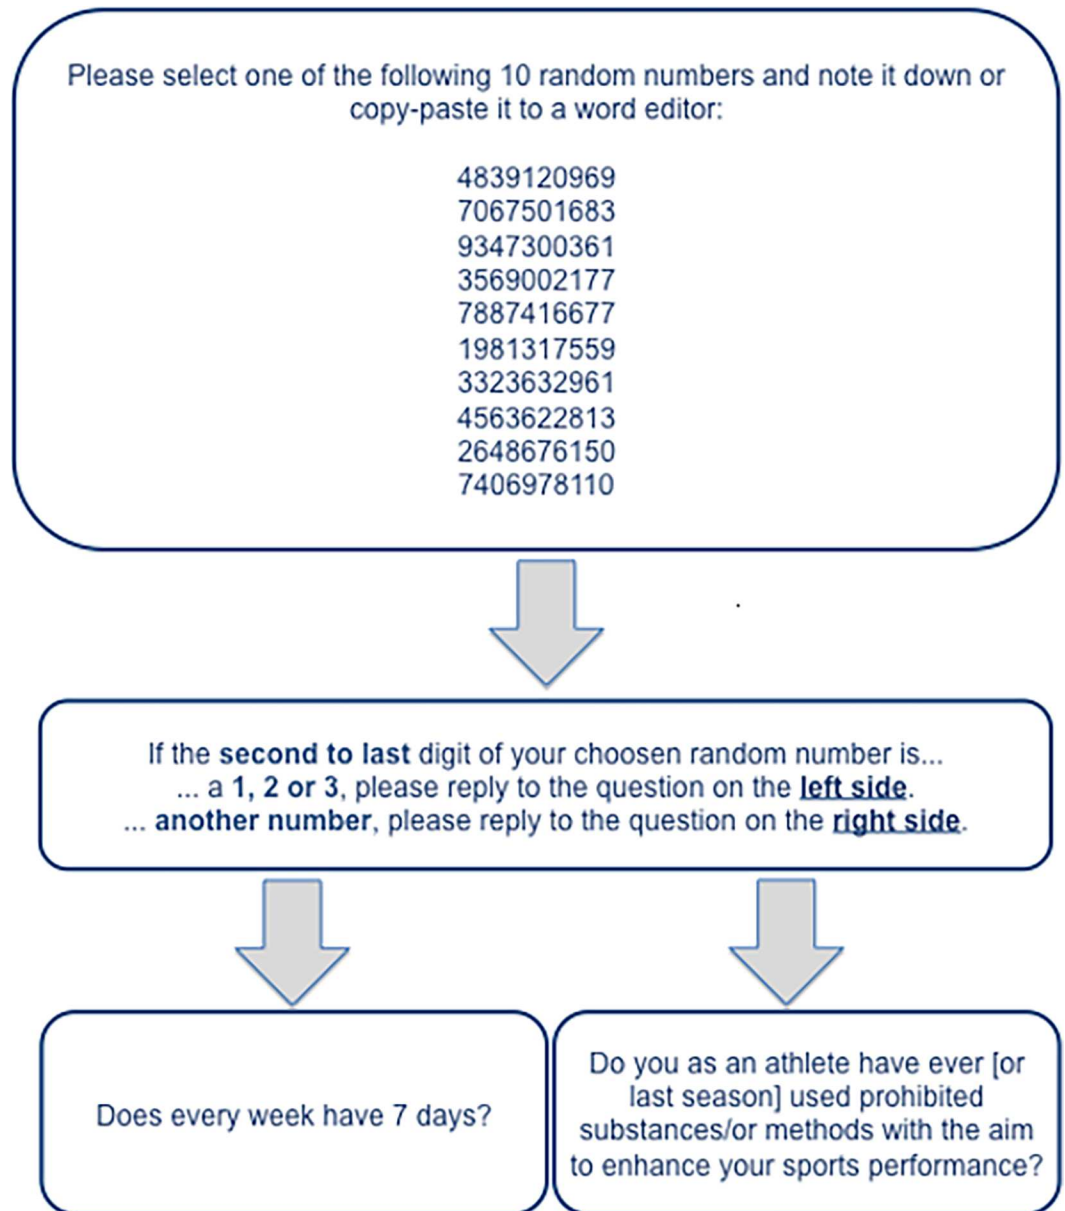 Please select one of the following 10 random numbers and note it down or
copy-paste it to a word editor:
4839120969
7067501683
9347300361
3569002177
7887416677
1981317559
3323632961
4563622813
2648676150
7406978110
If the second to last digit of your choosen random number is...
... a 1, 2 or 3, please reply to the question on the left side.
... another number, please reply to the question on the right side.
Does every week have 7 days?
Do you as an athlete have ever [or
last season] used prohibited
substances/or methods with the aim
to enhance your sports performance?